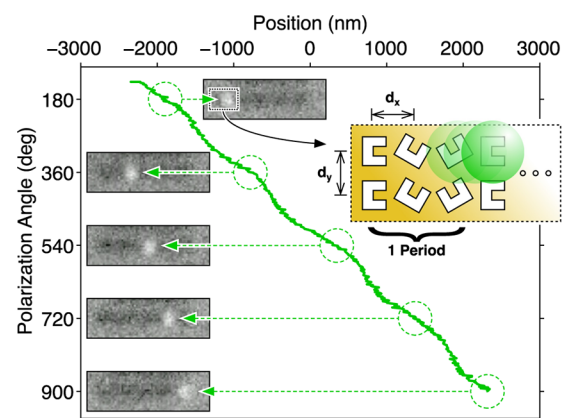 Position (nm)
−3000 −2000 −1000 0 1000 2000 3000
Polarization Angle (deg)
180
360
540
720
900
dx
dy
1 Period